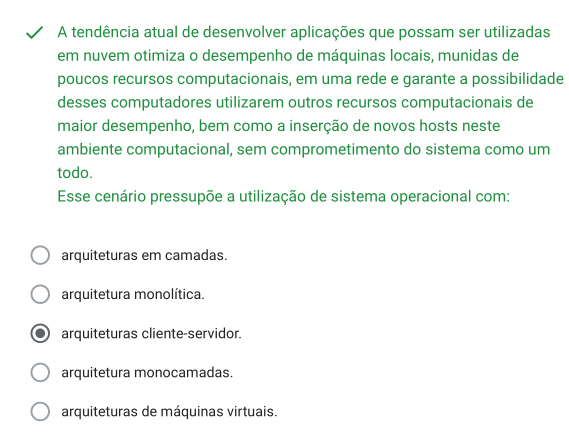 A tendência atual de desenvolver aplicações que possam ser utilizadas
em nuvem otimiza o desempenho de máquinas locais, munidas de
poucos recursos computacionais, em uma rede e garante a possibilidade
desses computadores utilizarem outros recursos computacionais de
maior desempenho, bem como a inserção de novos hosts neste
ambiente computacional, sem comprometimento do sistema como um
todo.
Esse cenário pressupõe a utilização de sistema operacional com:
arquiteturas em camadas.
arquitetura monolítica.
arquiteturas cliente-servidor.
arquitetura monocamadas.
arquiteturas de máquinas virtuais.